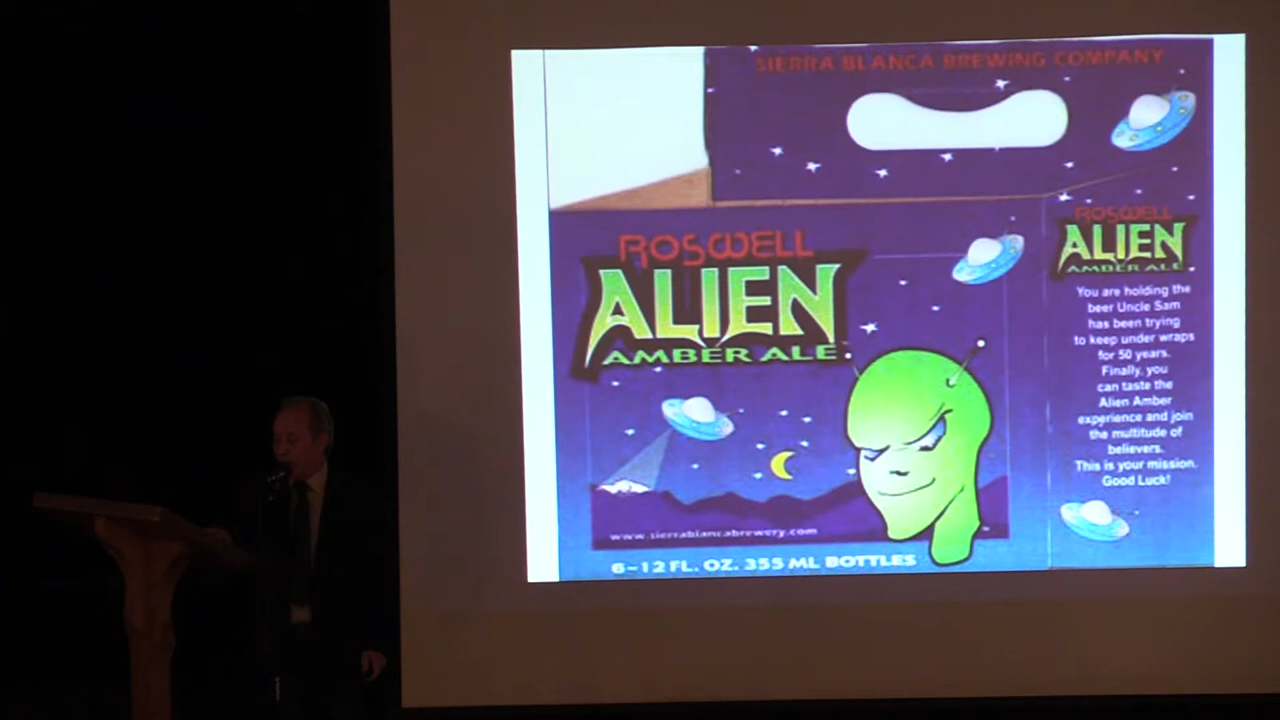 SIERRA BLANCA BREWING COMPANY
ROSWELL
ALIEN
AMBER ALE
www.sierrablancabrewery.com
6-12 FL. OZ. 355 ML BOTTLES
ROSWELL
ALIEN
AMBER ALE
You are holding the
beer Uncle Sam
has been trying
to keep under wraps
for 50 years.
Finally, you
can taste the
Alien Amber
experience and join
the multitude of
believers.
This is your mission.
Good Luck!